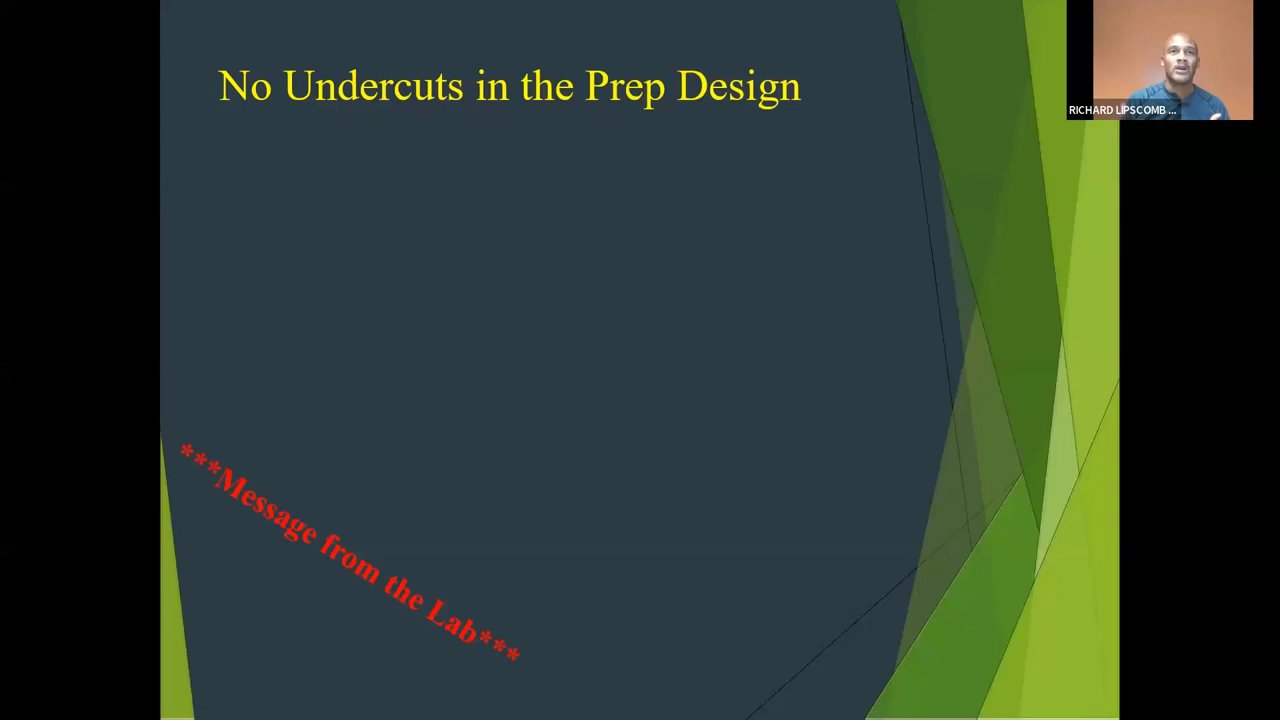 No Undercuts in the Prep Design
RICHARD LIPSCOMB ...
***Message from the Lab***